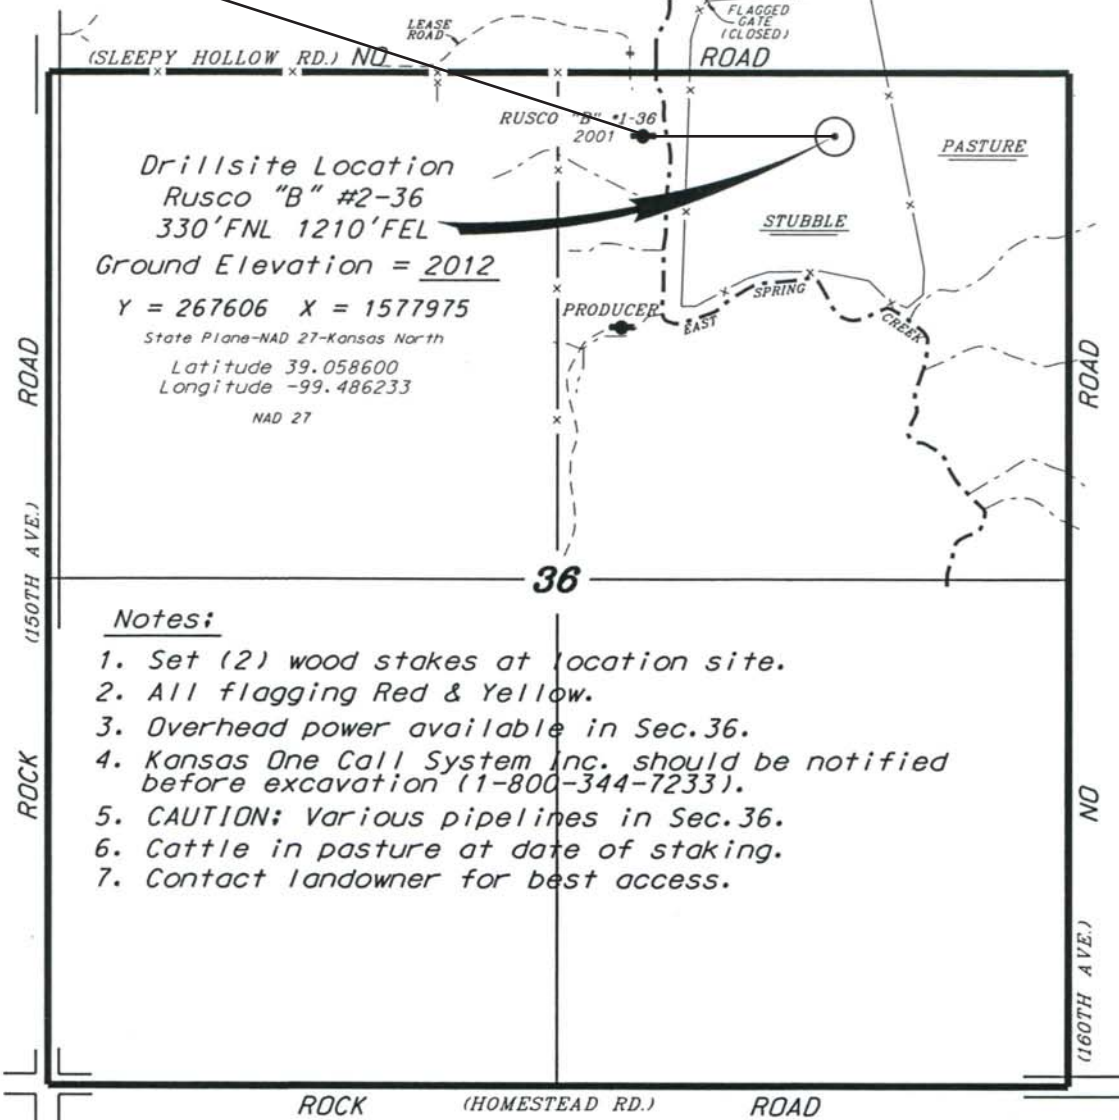 LEASE
ROAD
FLAGGED
GATE
(CLOSED)
(SLEEPY HOLLOW RD.) NO ROAD
RUSCO "B" #1-36
2001
PASTURE
Drillsite Location
Rusco "B" #2-36
330'FNL 1210'FEL
STUBBLE
Ground Elevation = 2012
Y = 267606 X = 1577975
State Plane-NAD 27-Kansas North
Latitude 39.058600
Longitude -99.486233
NAD 27
PRODUCER
EAST SPRING CREEK
ROAD
ROAD
(150TH AVE.)
36
Notes:
1. Set (2) wood stakes at location site.
2. All flagging Red & Yellow.
3. Overhead power available in Sec.36.
4. Kansas One Call System Inc. should be notified
before excavation (1-800-344-7233).
5. CAUTION: Various pipelines in Sec.36.
6. Cattle in pasture at date of staking.
7. Contact landowner for best access.
ROCK
NO
(160TH AVE.)
ROCK (HOMESTEAD RD.) ROAD